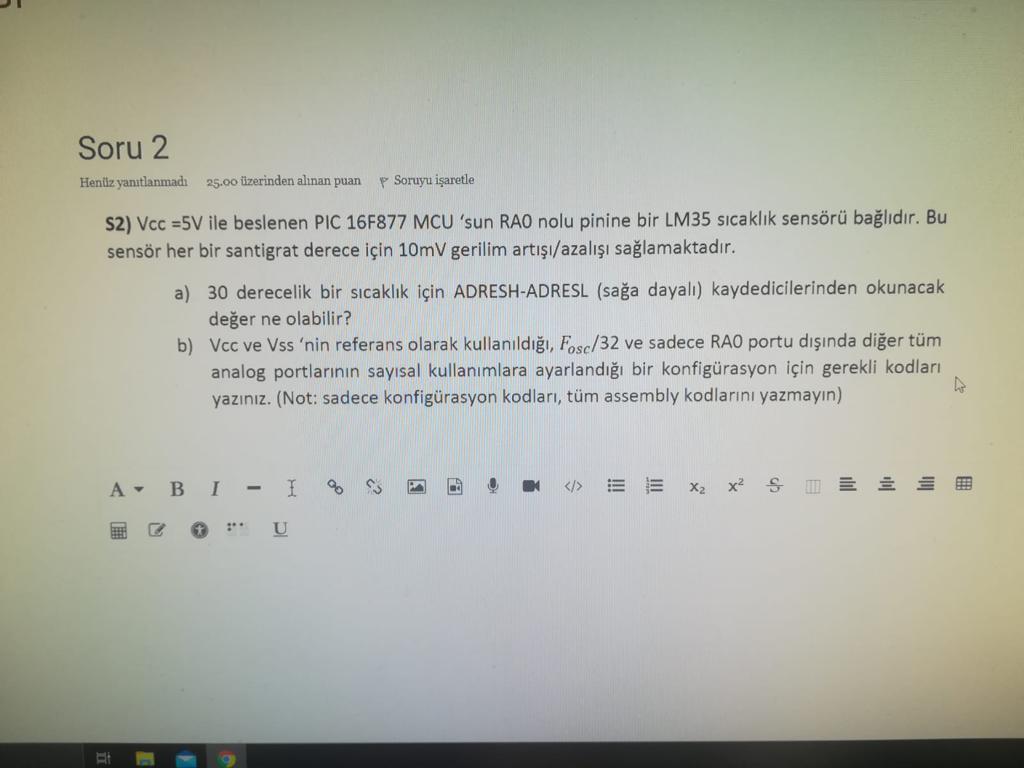 Soru 2
Henüz yanıtlanmadı 25.00 üzerinden alınan puan Soruyu işaretle
S2) Vcc =5V ile beslenen PIC 16F877 MCU ‘sun RA0 nolu pinine bir LM35 sıcaklık sensörü bağlıdır. Bu
sensör her bir santigrat derece için 10mV gerilim artışı/azalışı sağlamaktadır.
a) 30 derecelik bir sıcaklık için ADRESH-ADRESL (sağa dayalı) kaydedicilerinden okunacak
değer ne olabilir?
b) Vcc ve Vss ‘nin referans olarak kullanıldığı, Fosc/32 ve sadece RA0 portu dışında diğer tüm
analog portlarının sayısal kullanımlara ayarlandığı bir konfigürasyon için gerekli kodları
yazınız. (Not: sadece konfigürasyon kodları, tüm assembly kodlarını yazmayın)
A B I </> x₂ x² S
U